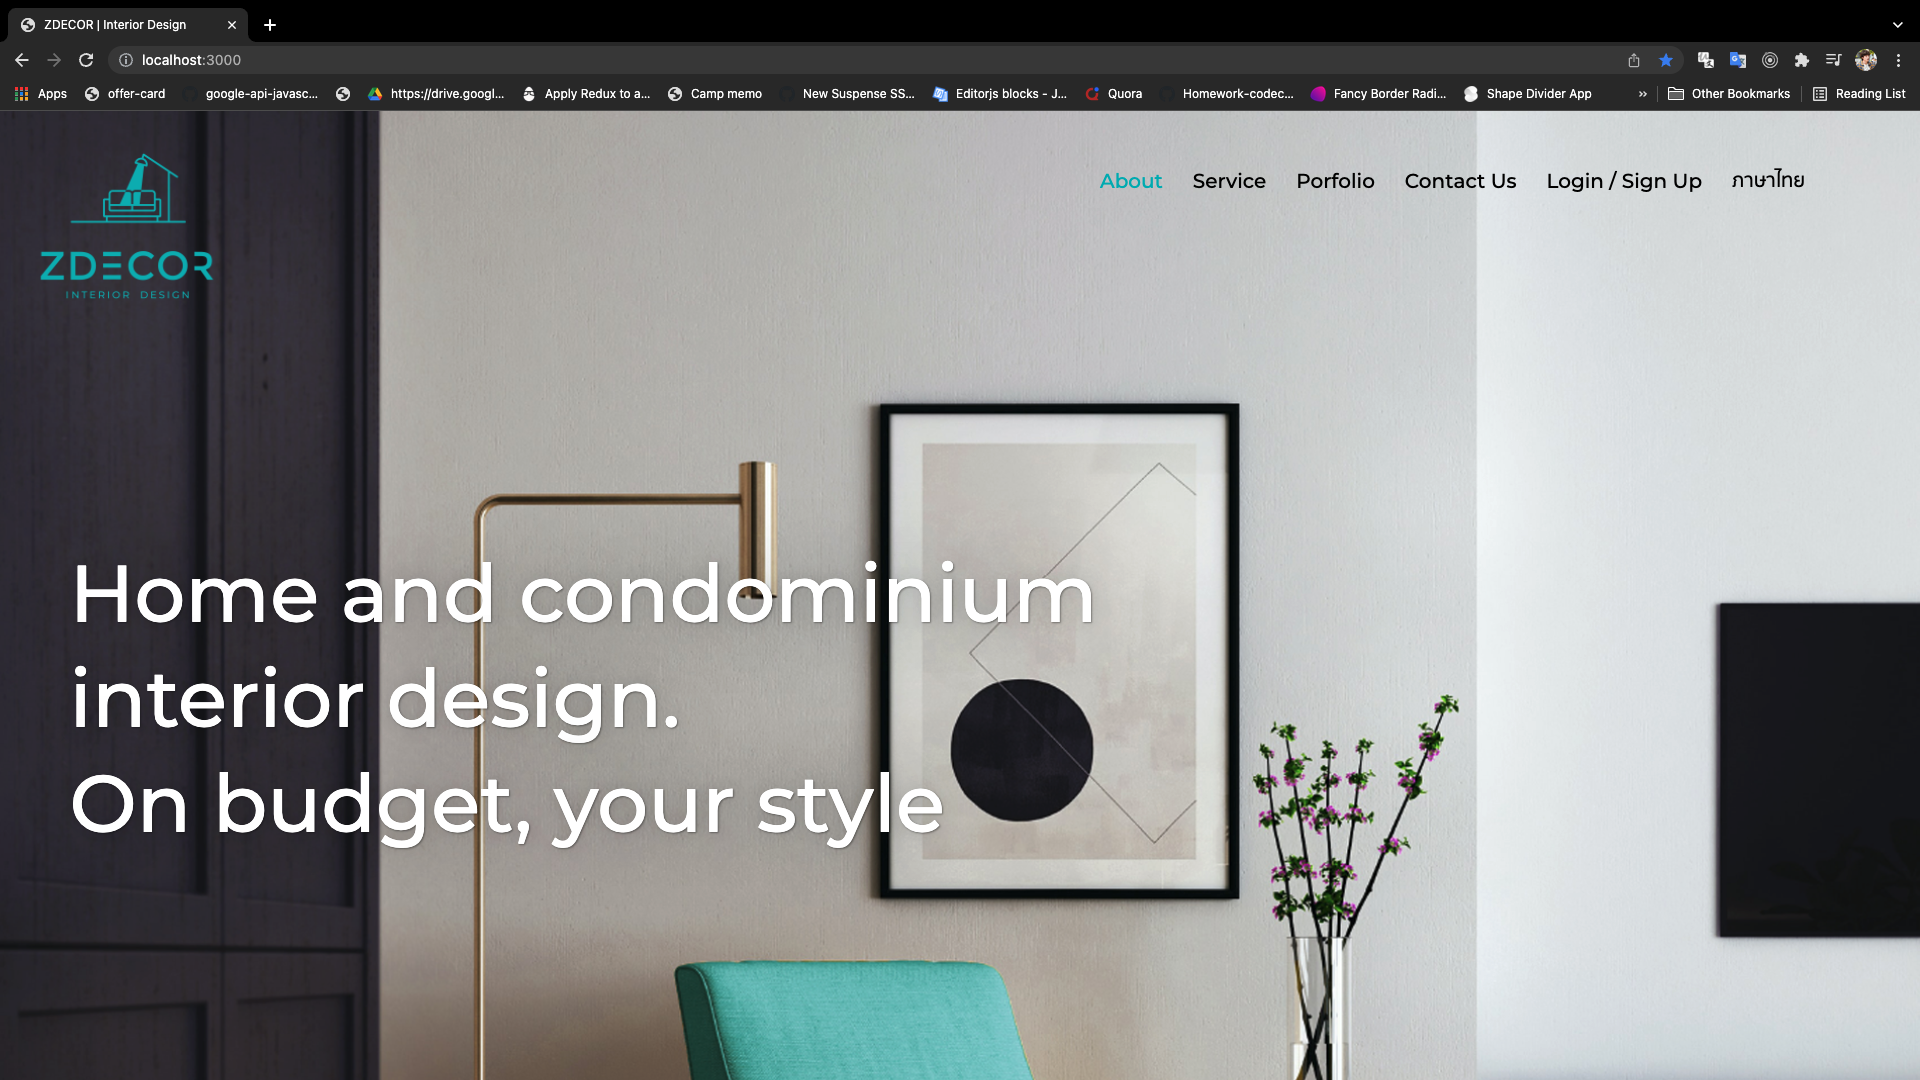 ZDECOR | Interior Design
localhost:3000
Apps offer-card google-api-javasc... https://drive.googl... Apply Redux to a... Camp memo New Suspense SS... Editorjs blocks - J... Quora Homework-codec... Fancy Border Radi... Shape Divider App » Other Bookmarks Reading List
About Service Porfolio Contact Us Login / Sign Up ภาษาไทย
ZDECOR
INTERIOR DESIGN
Home and condominium
interior design.
On budget, your style